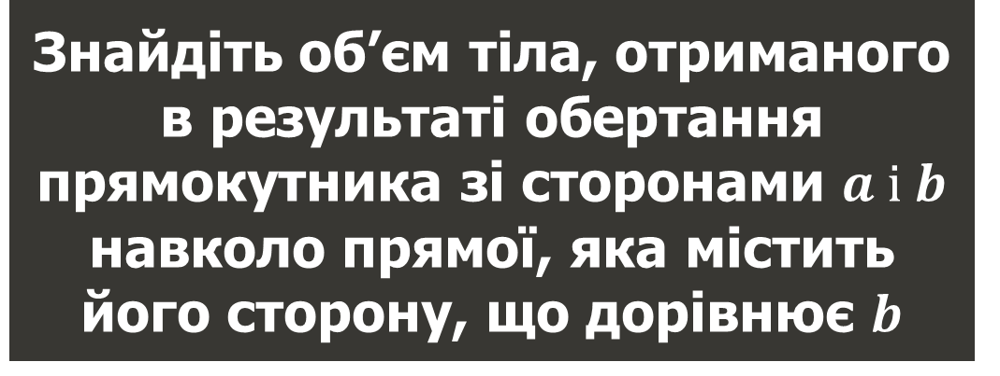 Знайдіть об’єм тіла, отриманого
в результаті обертання
прямокутника зі сторонами a і b
навколо прямої, яка містить
його сторону, що дорівнює b